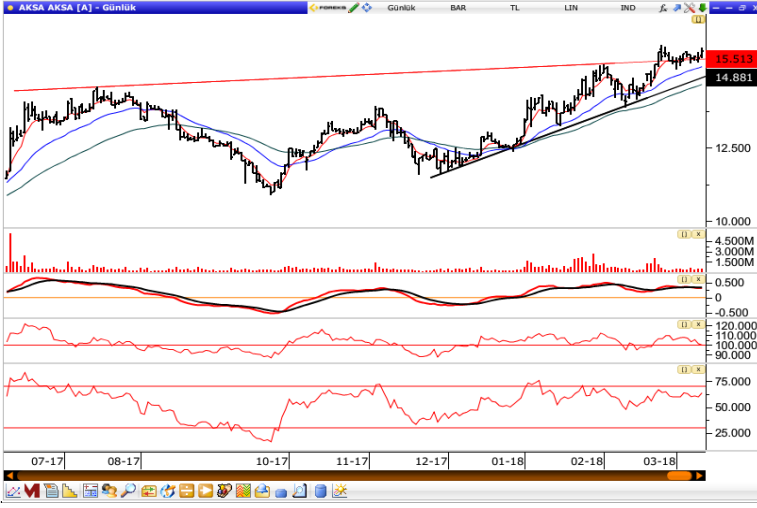 AKSA AKSA [A] - Günlük
FOREKS Günlük BAR TL LIN IND
15.513
14.881
12.500
10.000
4.500M
3.000M
1.500M
0.500
0
-0.500
120.000
110.000
100.000
90.000
75.000
50.000
25.000
07-17 08-17 10-17 11-17 12-17 01-18 02-18 03-18